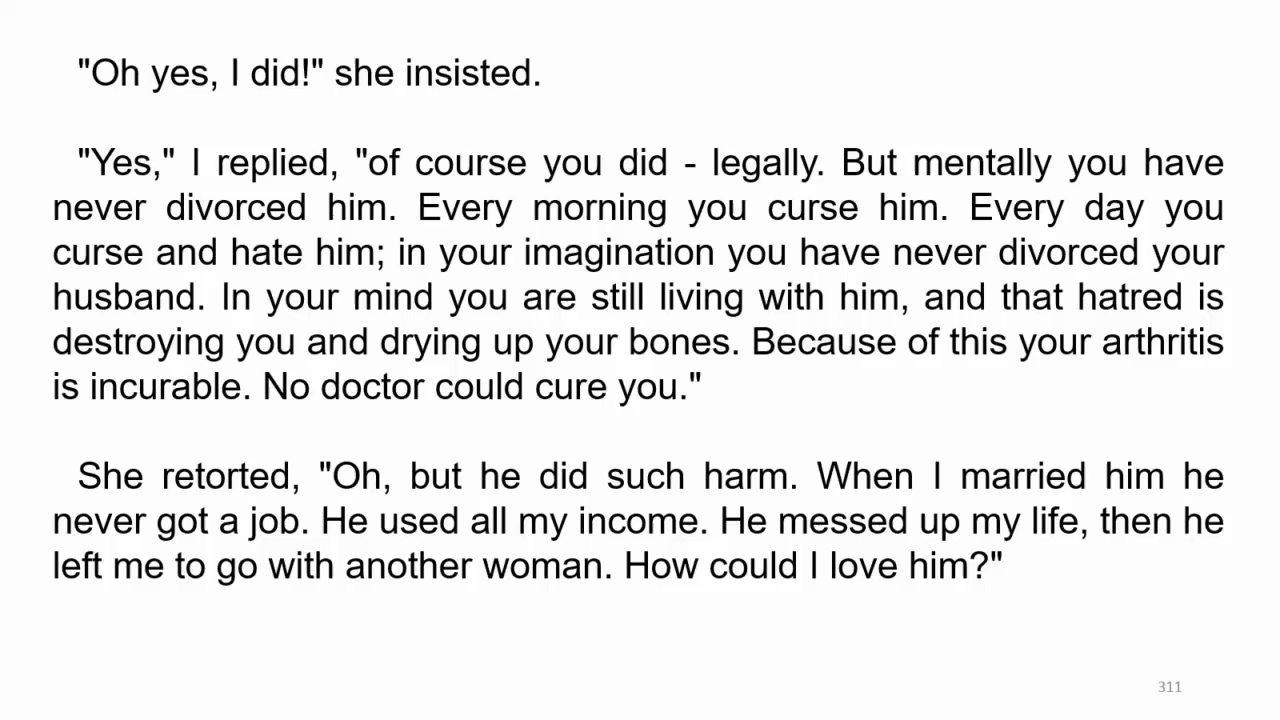 "Oh yes, I did!" she insisted.
"Yes," I replied, "of course you did - legally. But mentally you have
never divorced him. Every morning you curse him. Every day you
curse and hate him; in your imagination you have never divorced your
husband. In your mind you are still living with him, and that hatred is
destroying you and drying up your bones. Because of this your arthritis
is incurable. No doctor could cure you."
She retorted, "Oh, but he did such harm. When I married him he
never got a job. He used all my income. He messed up my life, then he
left me to go with another woman. How could I love him?"
311